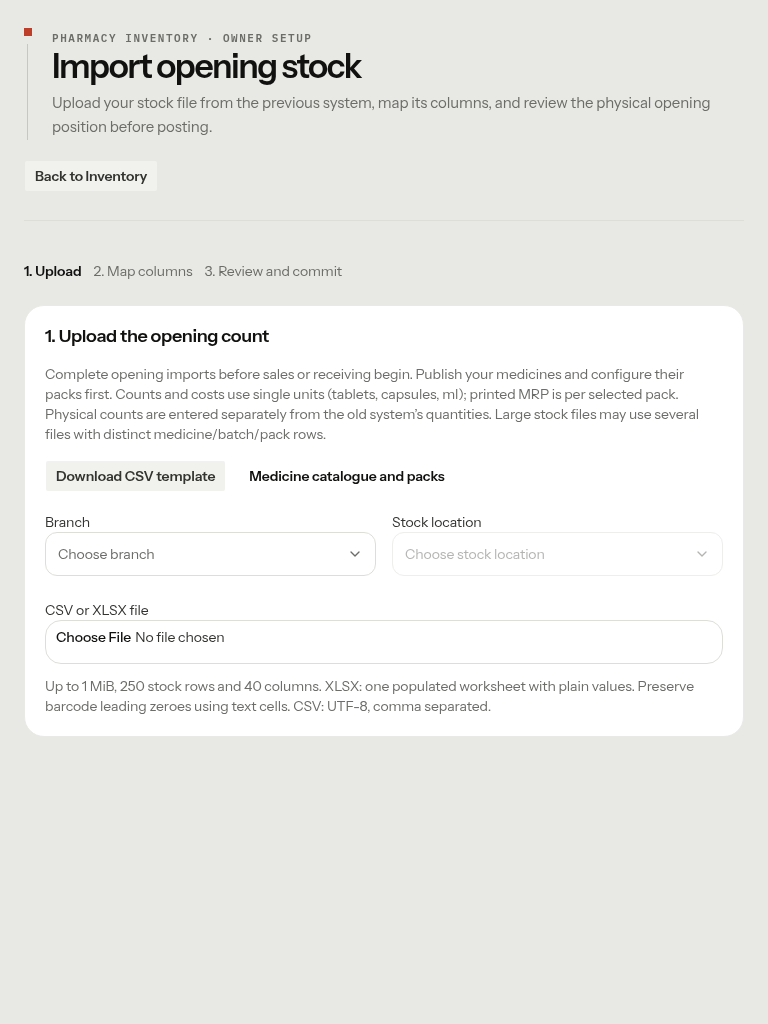 PHARMACY INVENTORY · OWNER SETUP
Import opening stock
Upload your stock file from the previous system, map its columns, and review the physical opening
position before posting.
Back to Inventory
1. Upload 2. Map columns 3. Review and commit
1. Upload the opening count
Complete opening imports before sales or receiving begin. Publish your medicines and configure their
packs first. Counts and costs use single units (tablets, capsules, ml); printed MRP is per selected pack.
Physical counts are entered separately from the old system's quantities. Large stock files may use several
files with distinct medicine/batch/pack rows.
Download CSV template Medicine catalogue and packs
Branch Stock location
Choose branch Choose stock location
CSV or XLSX file
Choose File No file chosen
Up to 1 MiB, 250 stock rows and 40 columns. XLSX: one populated worksheet with plain values. Preserve
barcode leading zeroes using text cells. CSV: UTF-8, comma separated.